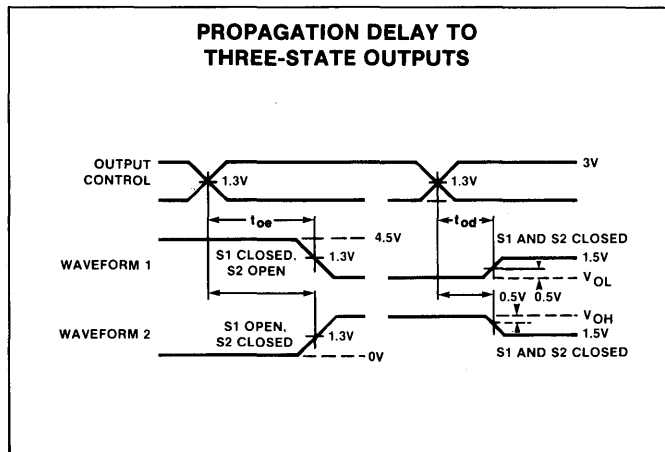 PROPAGATION DELAY TO
THREE-STATE OUTPUTS
OUTPUT
CONTROL
1.3V
1.3V
3V
toe
tod
WAVEFORM 1
S1 CLOSED,
S2 OPEN
4.5V
1.3V
S1 AND S2 CLOSED
1.5V
VOL
0.5V
0.5V
WAVEFORM 2
S1 OPEN,
S2 CLOSED
1.3V
0V
VOH
1.5V
S1 AND S2 CLOSED